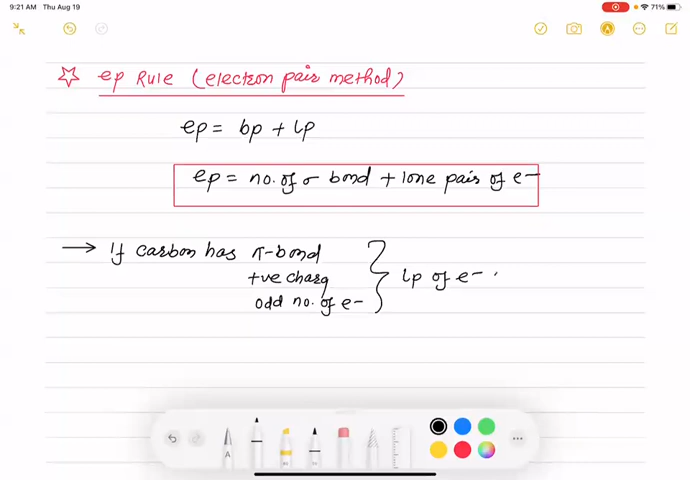 9:21 AM Thu Aug 19
71%
ep Rule (electron pair method)
ep = bp + lp
ep = no. of σ bond + lone pair of e-
→ If carbon has π-bond
+ve charg
odd no. of e-
lp of e-
A